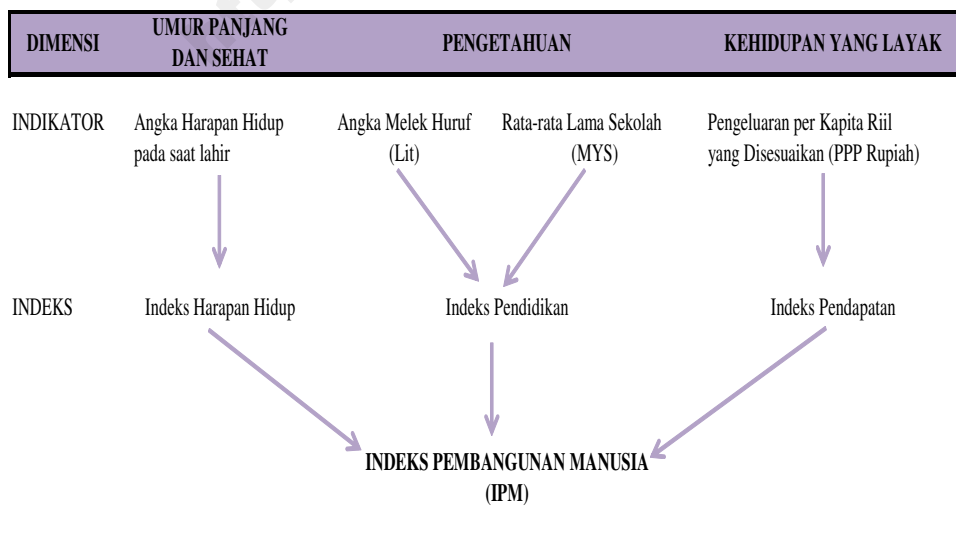 DIMENSI
UMUR PANJANG
DAN SEHAT
PENGETAHUAN
KEHIDUPAN YANG LAYAK
INDIKATOR
Angka Harapan Hidup
pada saat lahir
Angka Melek Huruf
(Lit)
Rata-rata Lama Sekolah
(MYS)
Pengeluaran per Kapita Riil
yang Disesuaikan (PPP Rupiah)
INDEKS
Indeks Harapan Hidup
Indeks Pendidikan
Indeks Pendapatan
INDEKS PEMBANGUNAN MANUSIA
(IPM)